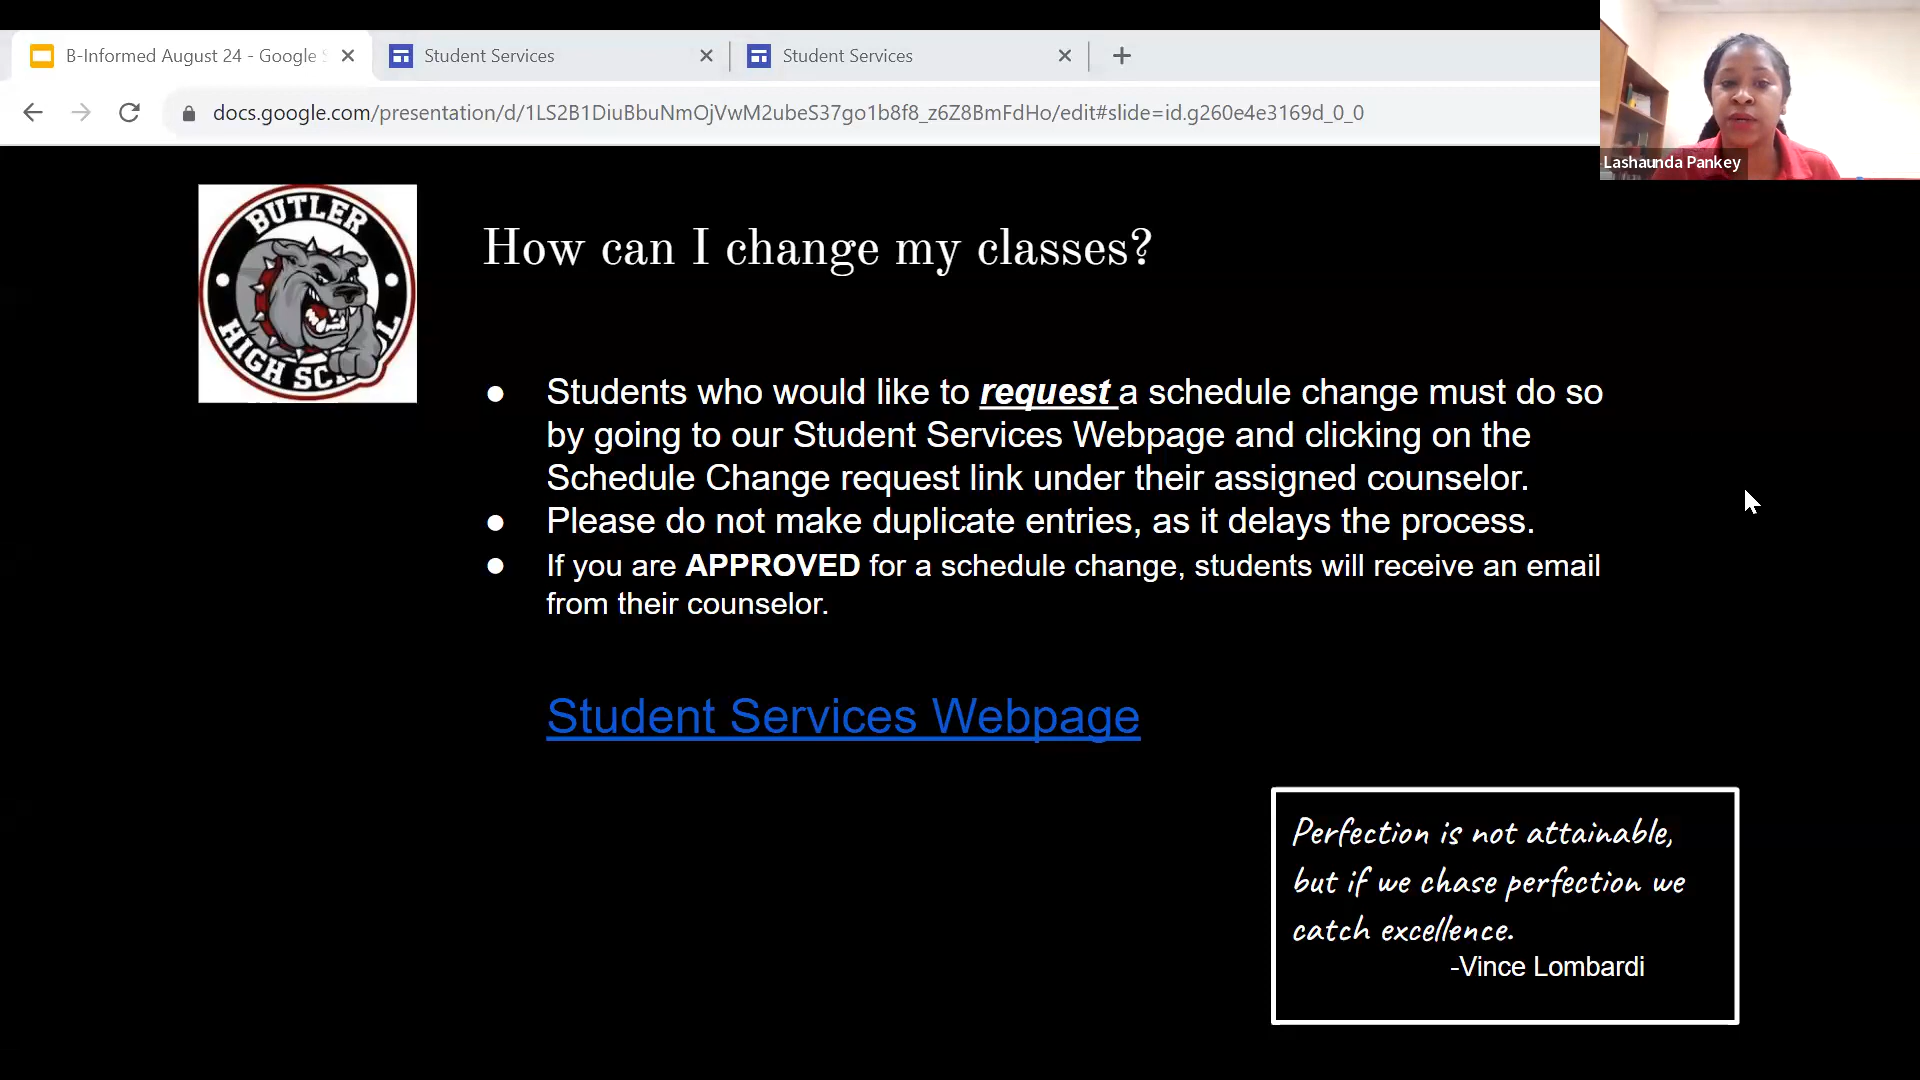 B-Informed August 24 - Google
Student Services
Student Services
docs.google.com/presentation/d/1LS2B1DiuBbuNmOjVwM2ubeS37go1b8f8_z6Z8BmFdHo/edit#slide=id.g260e4e3169d_0_0
Lashaunda Pankey
BUTLER
HIGH SC L
How can I change my classes?
● Students who would like to request a schedule change must do so
by going to our Student Services Webpage and clicking on the
Schedule Change request link under their assigned counselor.
● Please do not make duplicate entries, as it delays the process.
● If you are APPROVED for a schedule change, students will receive an email
from their counselor.
Student Services Webpage
Perfection is not attainable,
but if we chase perfection we
catch excellence.
-Vince Lombardi